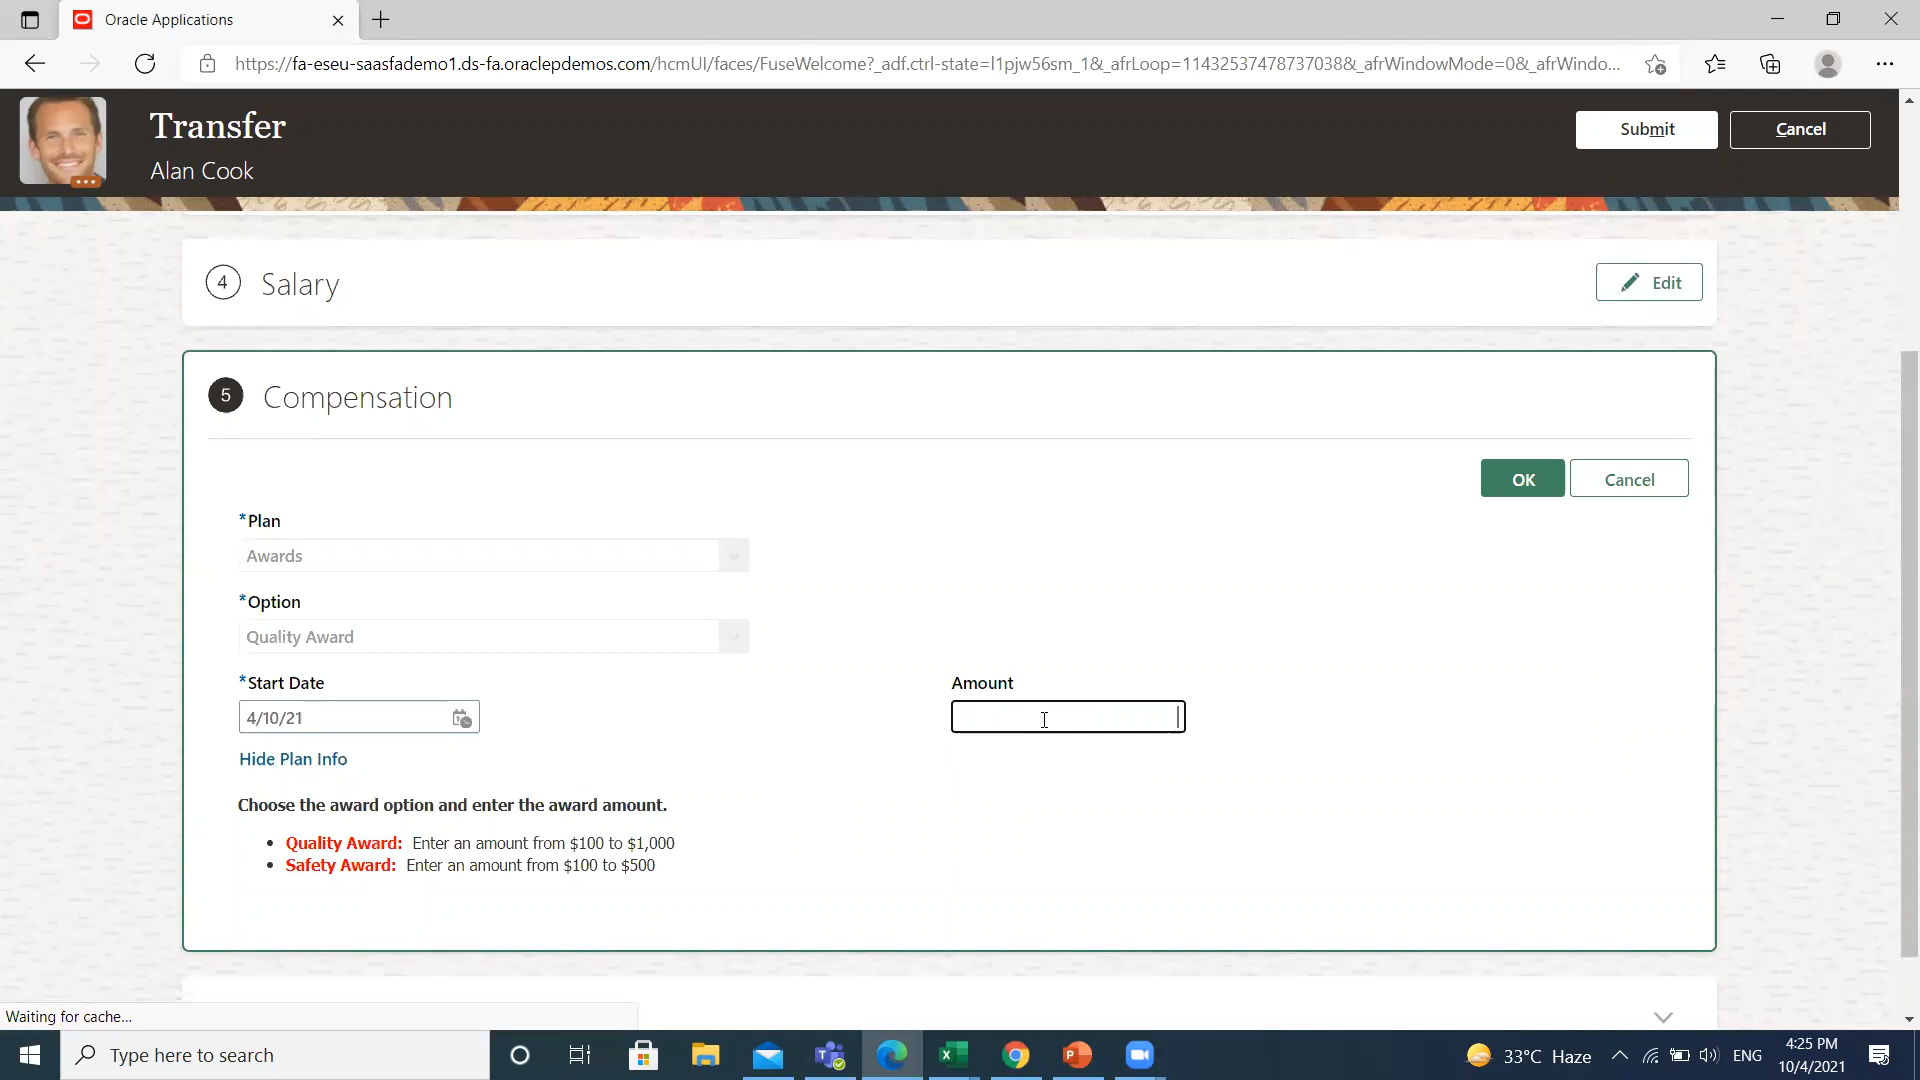 Oracle Applications
https://fa-eseu-saasfademo1.ds-fa.oraclepdemos.com/hcmUI/faces/FuseWelcome?_adf.ctrl-state=l1pjw56sm_1&_afrLoop=11432537478737038&_afrWindowMode=0&_afrWindo...
Transfer
Alan Cook
Submit
Cancel
4 Salary
Edit
5 Compensation
OK
Cancel
*Plan
Awards
*Option
Quality Award
*Start Date
Amount
4/10/21
Hide Plan Info
Choose the award option and enter the award amount.
• Quality Award: Enter an amount from $100 to $1,000
• Safety Award: Enter an amount from $100 to $500
Waiting for cache...
Type here to search
33°C Haze
ENG
4:25 PM
10/4/2021